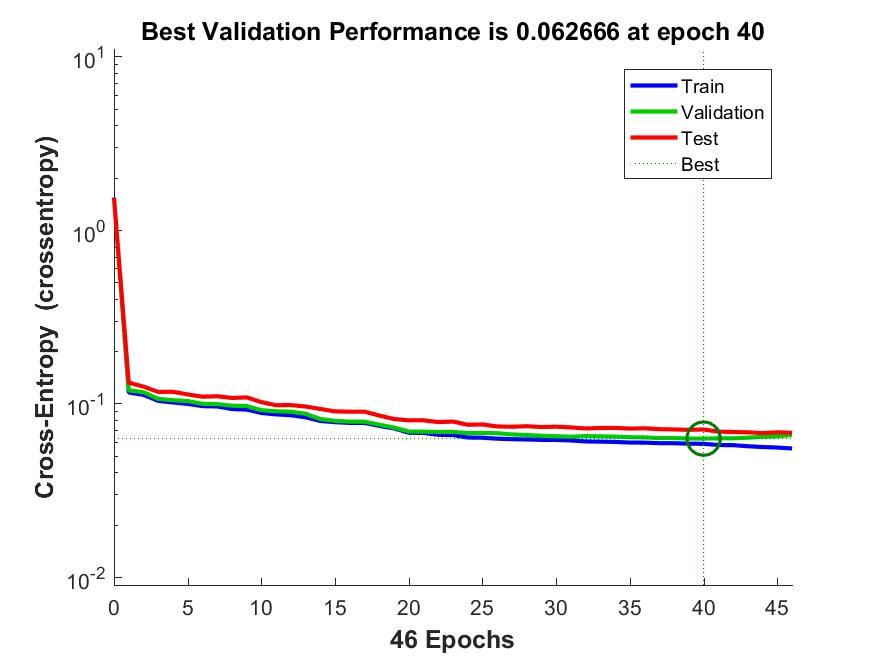 Best Validation Performance is 0.062666 at epoch 40
10^1
10^0
10^-1
10^-2
Cross-Entropy (crossentropy)
Train
Validation
Test
Best
0 5 10 15 20 25 30 35 40 45
46 Epochs